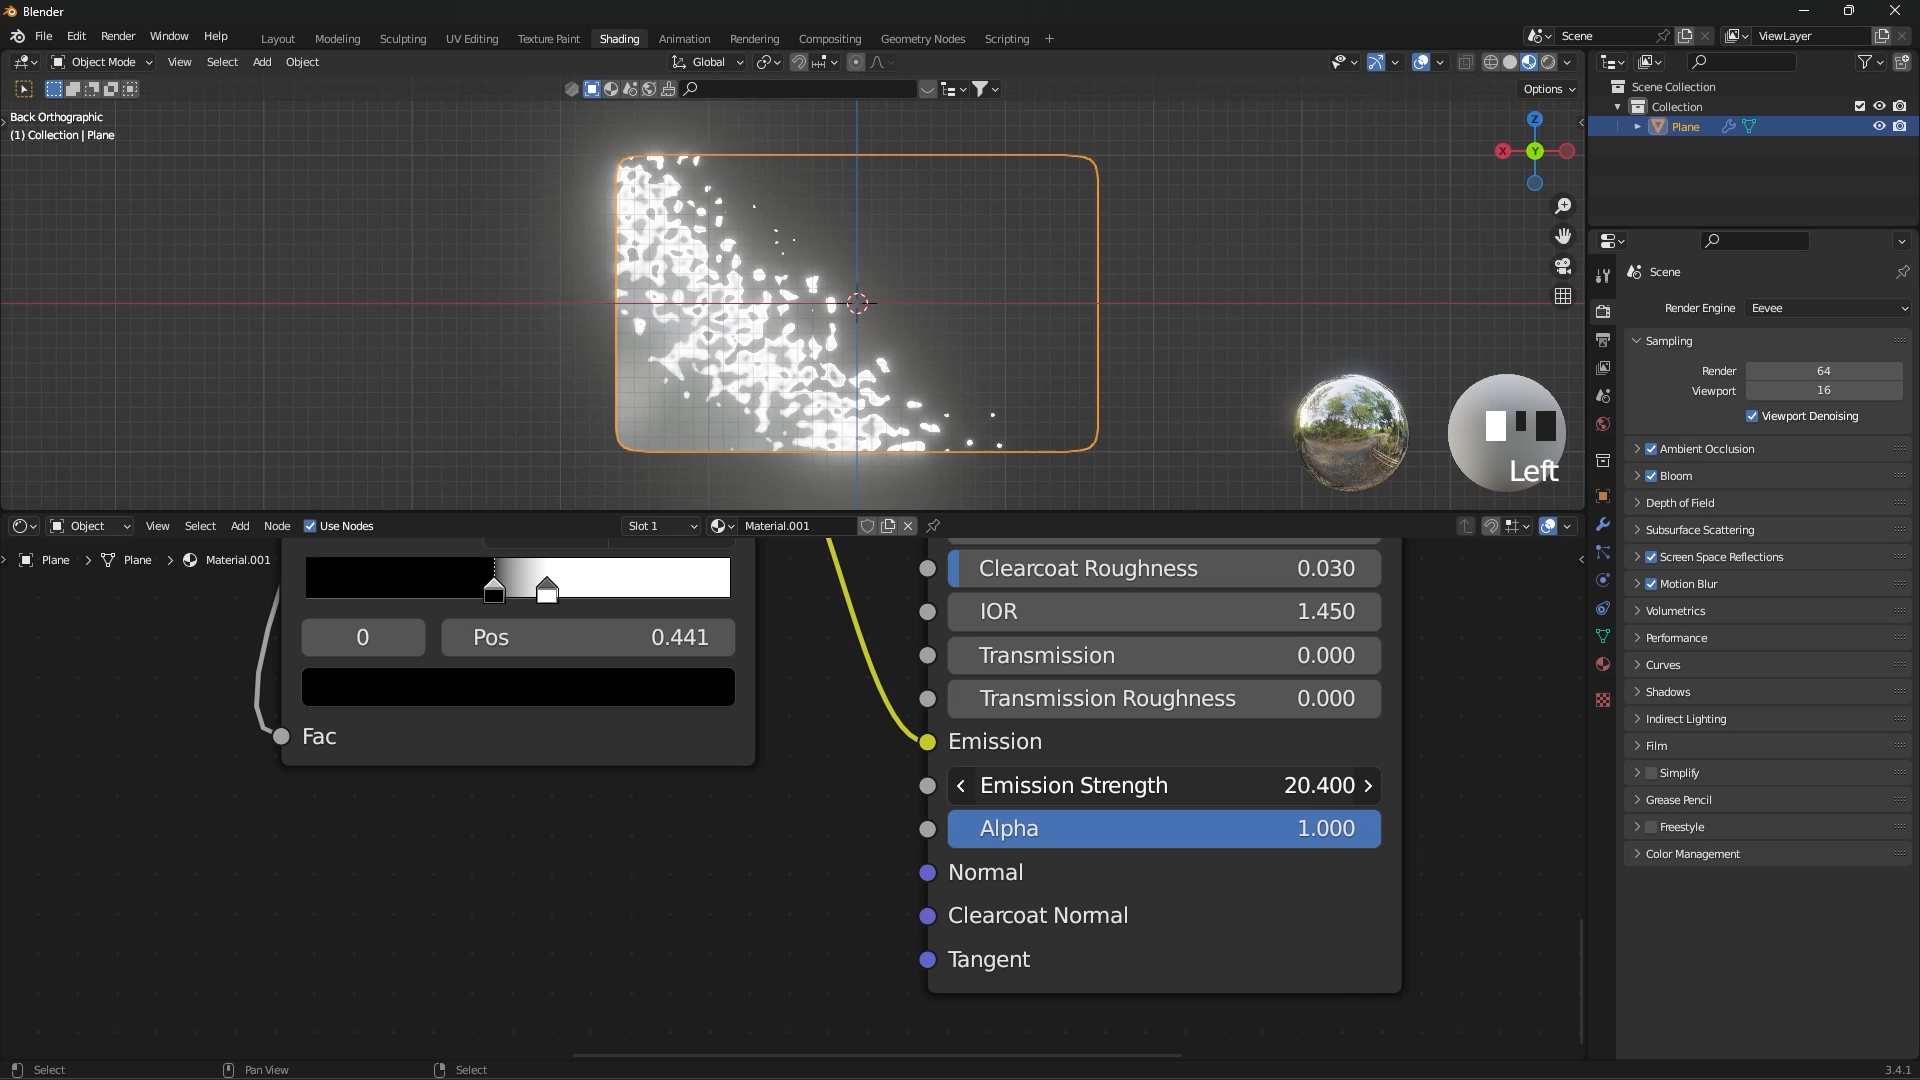 Blender
File Edit Render Window Help Layout Modeling Sculpting UV Editing Texture Paint Shading Animation Rendering Compositing Geometry Nodes Scripting + Scene ViewLayer
Object Mode View Select Add Object Global
Options
Back Orthographic
(1) Collection | Plane
Z
X
Y
Left
Scene Collection
Collection
Plane
Scene
Render Engine Eevee
Sampling
Render 64
Viewport 16
Viewport Denoising
Ambient Occlusion
Bloom
Depth of Field
Subsurface Scattering
Screen Space Reflections
Motion Blur
Volumetrics
Performance
Curves
Shadows
Indirect Lighting
Film
Simplify
Grease Pencil
Freestyle
Color Management
Object View Select Add Node Use Nodes Slot 1 Material.001
Plane > Plane > Material.001
0 Pos 0.441
Fac
Clearcoat Roughness 0.030
IOR 1.450
Transmission 0.000
Transmission Roughness 0.000
Emission
Emission Strength 20.400
Alpha 1.000
Normal
Clearcoat Normal
Tangent
Select Pan View Select 3.4.1